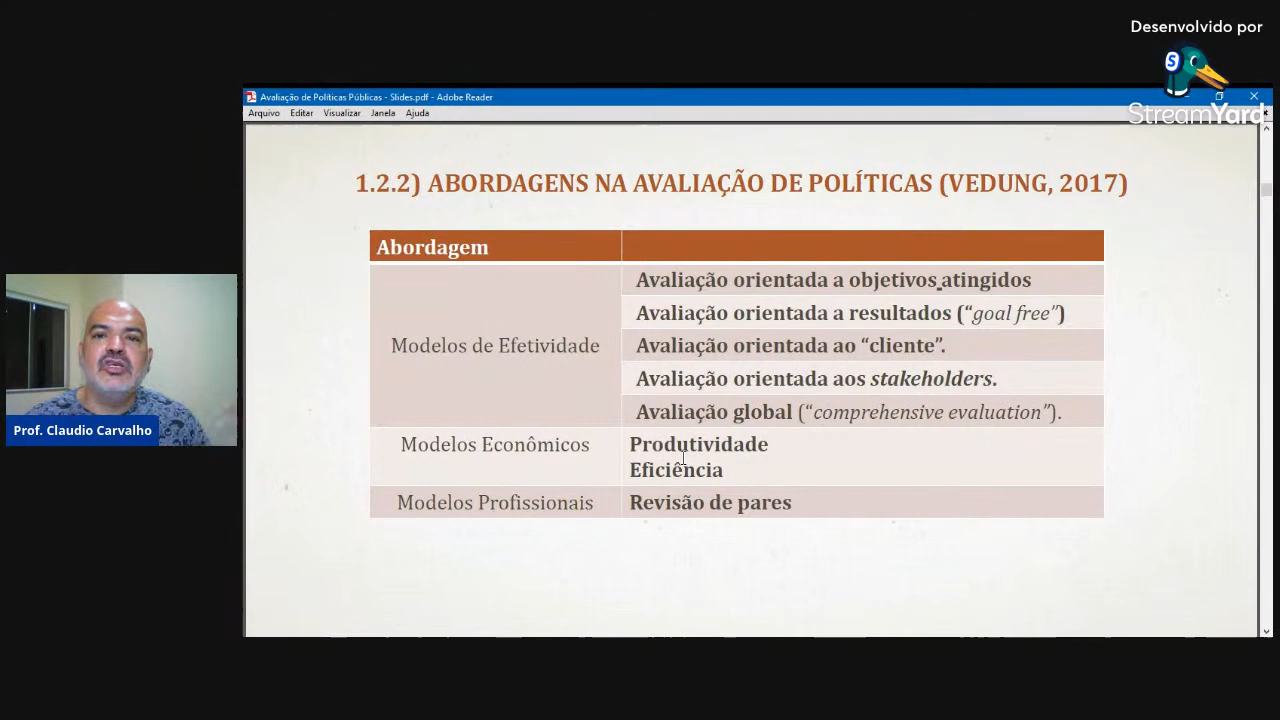 Desenvolvido por
StreamYard
Avaliação de Políticas Públicas - Slides.pdf - Adobe Reader
Arquivo Editar Visualizar Janela Ajuda
1.2.2) ABORDAGENS NA AVALIAÇÃO DE POLÍTICAS (VEDUNG, 2017)
Abordagem
Modelos de Efetividade
Avaliação orientada a objetivos atingidos
Avaliação orientada a resultados (“goal free”)
Avaliação orientada ao “cliente”.
Avaliação orientada aos stakeholders.
Avaliação global (“comprehensive evaluation”).
Modelos Econômicos
Produtividade
Eficiência
Modelos Profissionais
Revisão de pares
Prof. Claudio Carvalho